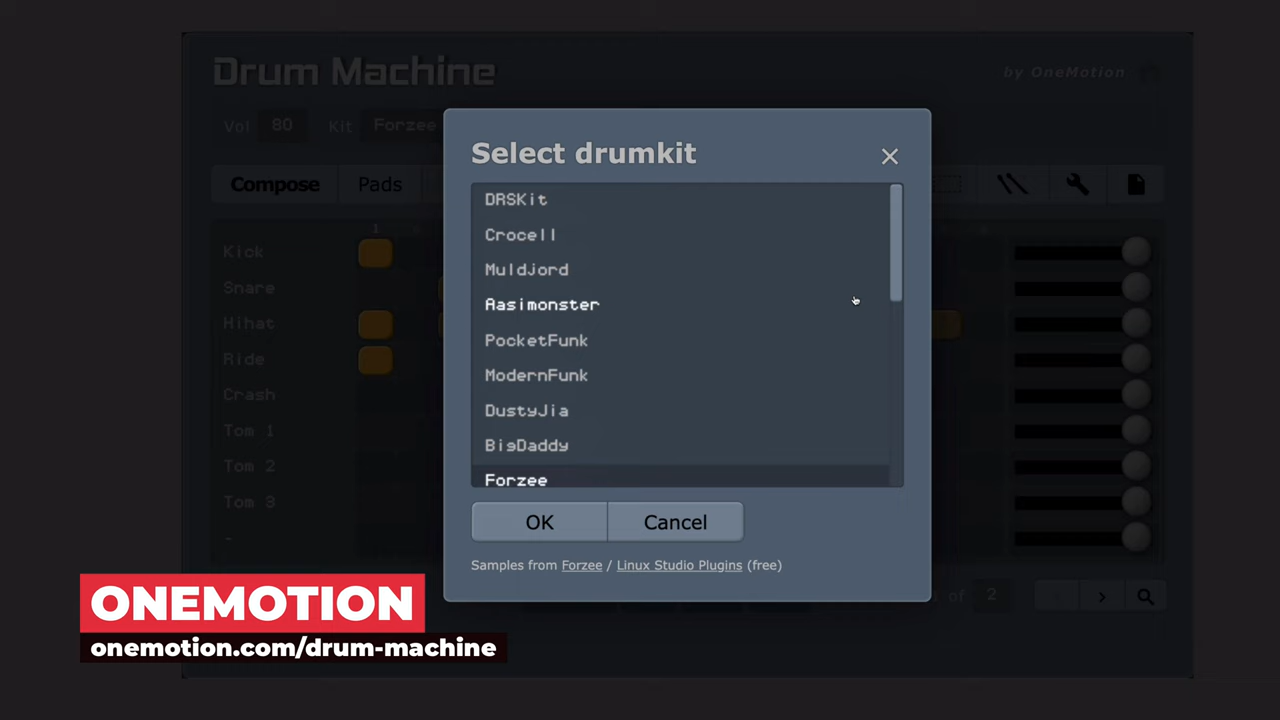 Drum Machine
by OneMotion
Vol 80 Kit Forzee
Compose Pads
Select drumkit
DRSKit
Crocell
Muldjord
Aasimonster
PocketFunk
ModernFunk
DustyJia
BigDaddy
Forzee
OK Cancel
Samples from Forzee / Linux Studio Plugins (free)
1
Kick
Snare
Hihat
Ride
Crash
Tom 1
Tom 2
Tom 3
-
of 2
ONEMOTION
onemotion.com/drum-machine